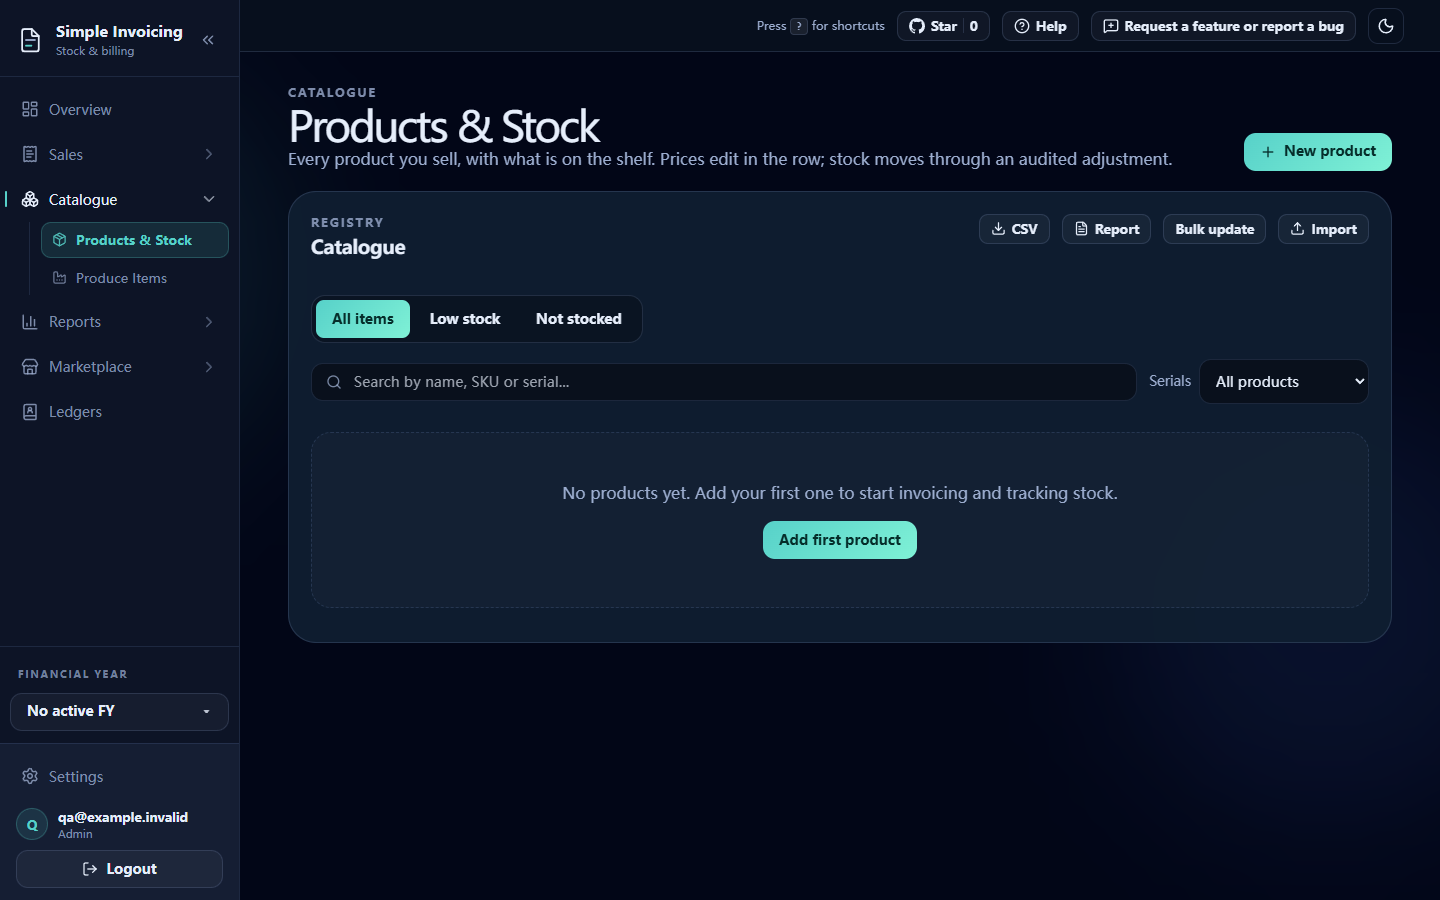 Simple Invoicing
Stock & billing
Overview
Sales
Catalogue
Products & Stock
Produce Items
Reports
Marketplace
Ledgers
FINANCIAL YEAR
No active FY
Settings
Q
qa@example.invalid
Admin
Logout
Press ? for shortcuts
Star 0
Help
Request a feature or report a bug
CATALOGUE
Products & Stock
Every product you sell, with what is on the shelf. Prices edit in the row; stock moves through an audited adjustment.
New product
REGISTRY
Catalogue
CSV
Report
Bulk update
Import
All items
Low stock
Not stocked
Search by name, SKU or serial...
Serials
All products
No products yet. Add your first one to start invoicing and tracking stock.
Add first product